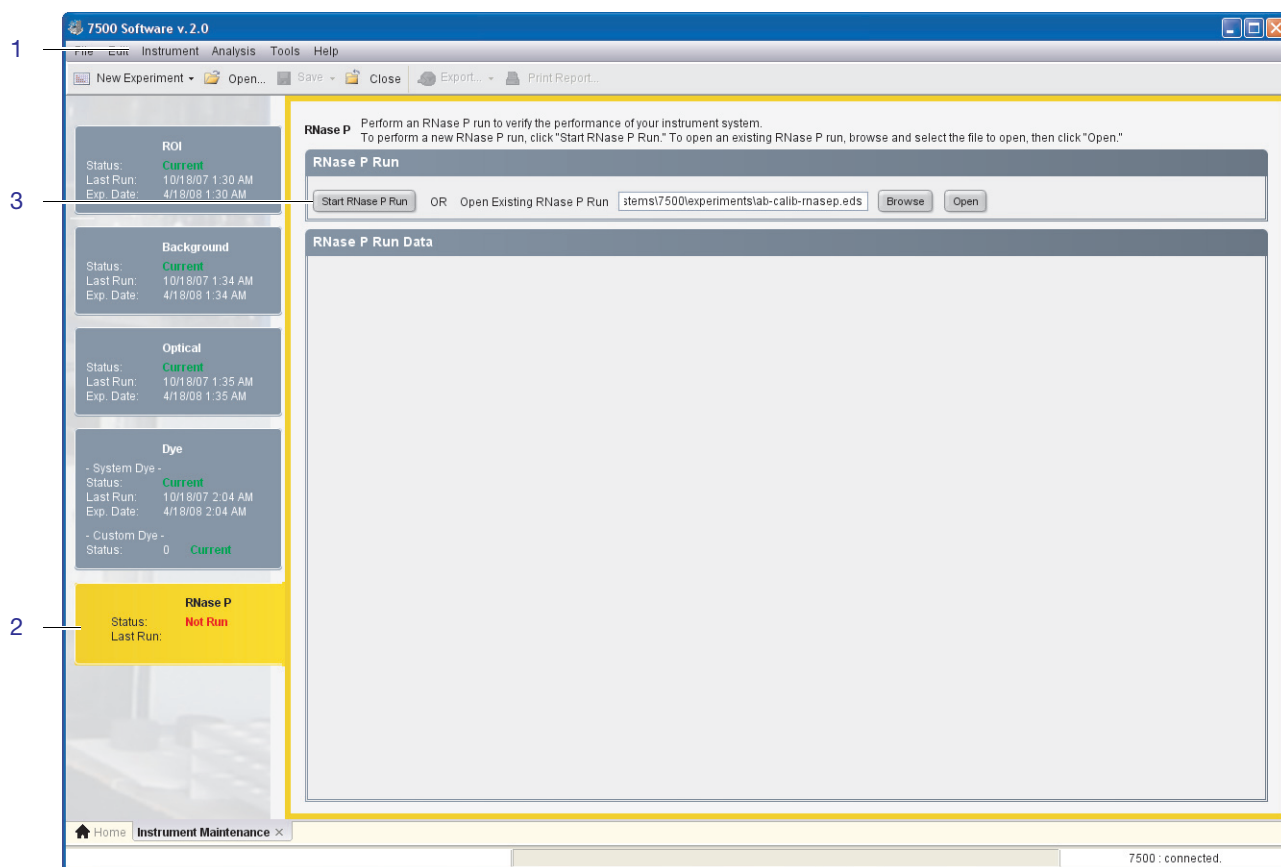 7500 Software v.2.0
1
File Edit Instrument Analysis Tools Help
New Experiment Open... Save Close Export... Print Report...
ROI
Status: Current
Last Run: 10/18/07 1:30 AM
Exp. Date: 4/18/08 1:30 AM
Background
Status: Current
Last Run: 10/18/07 1:34 AM
Exp. Date: 4/18/08 1:34 AM
Optical
Status: Current
Last Run: 10/18/07 1:35 AM
Exp. Date: 4/18/08 1:35 AM
Dye
- System Dye -
Status: Current
Last Run: 10/18/07 2:04 AM
Exp. Date: 4/18/08 2:04 AM
- Custom Dye -
Status: 0 Current
2
RNase P
Status: Not Run
Last Run:
RNase P Perform an RNase P run to verify the performance of your instrument system.
To perform a new RNase P run, click "Start RNase P Run." To open an existing RNase P run, browse and select the file to open, then click "Open."
RNase P Run
3
Start RNase P Run OR Open Existing RNase P Run stems\7500\experiments\ab-calib-rnasep.eds Browse Open
RNase P Run Data
Home Instrument Maintenance ×
7500 : connected.